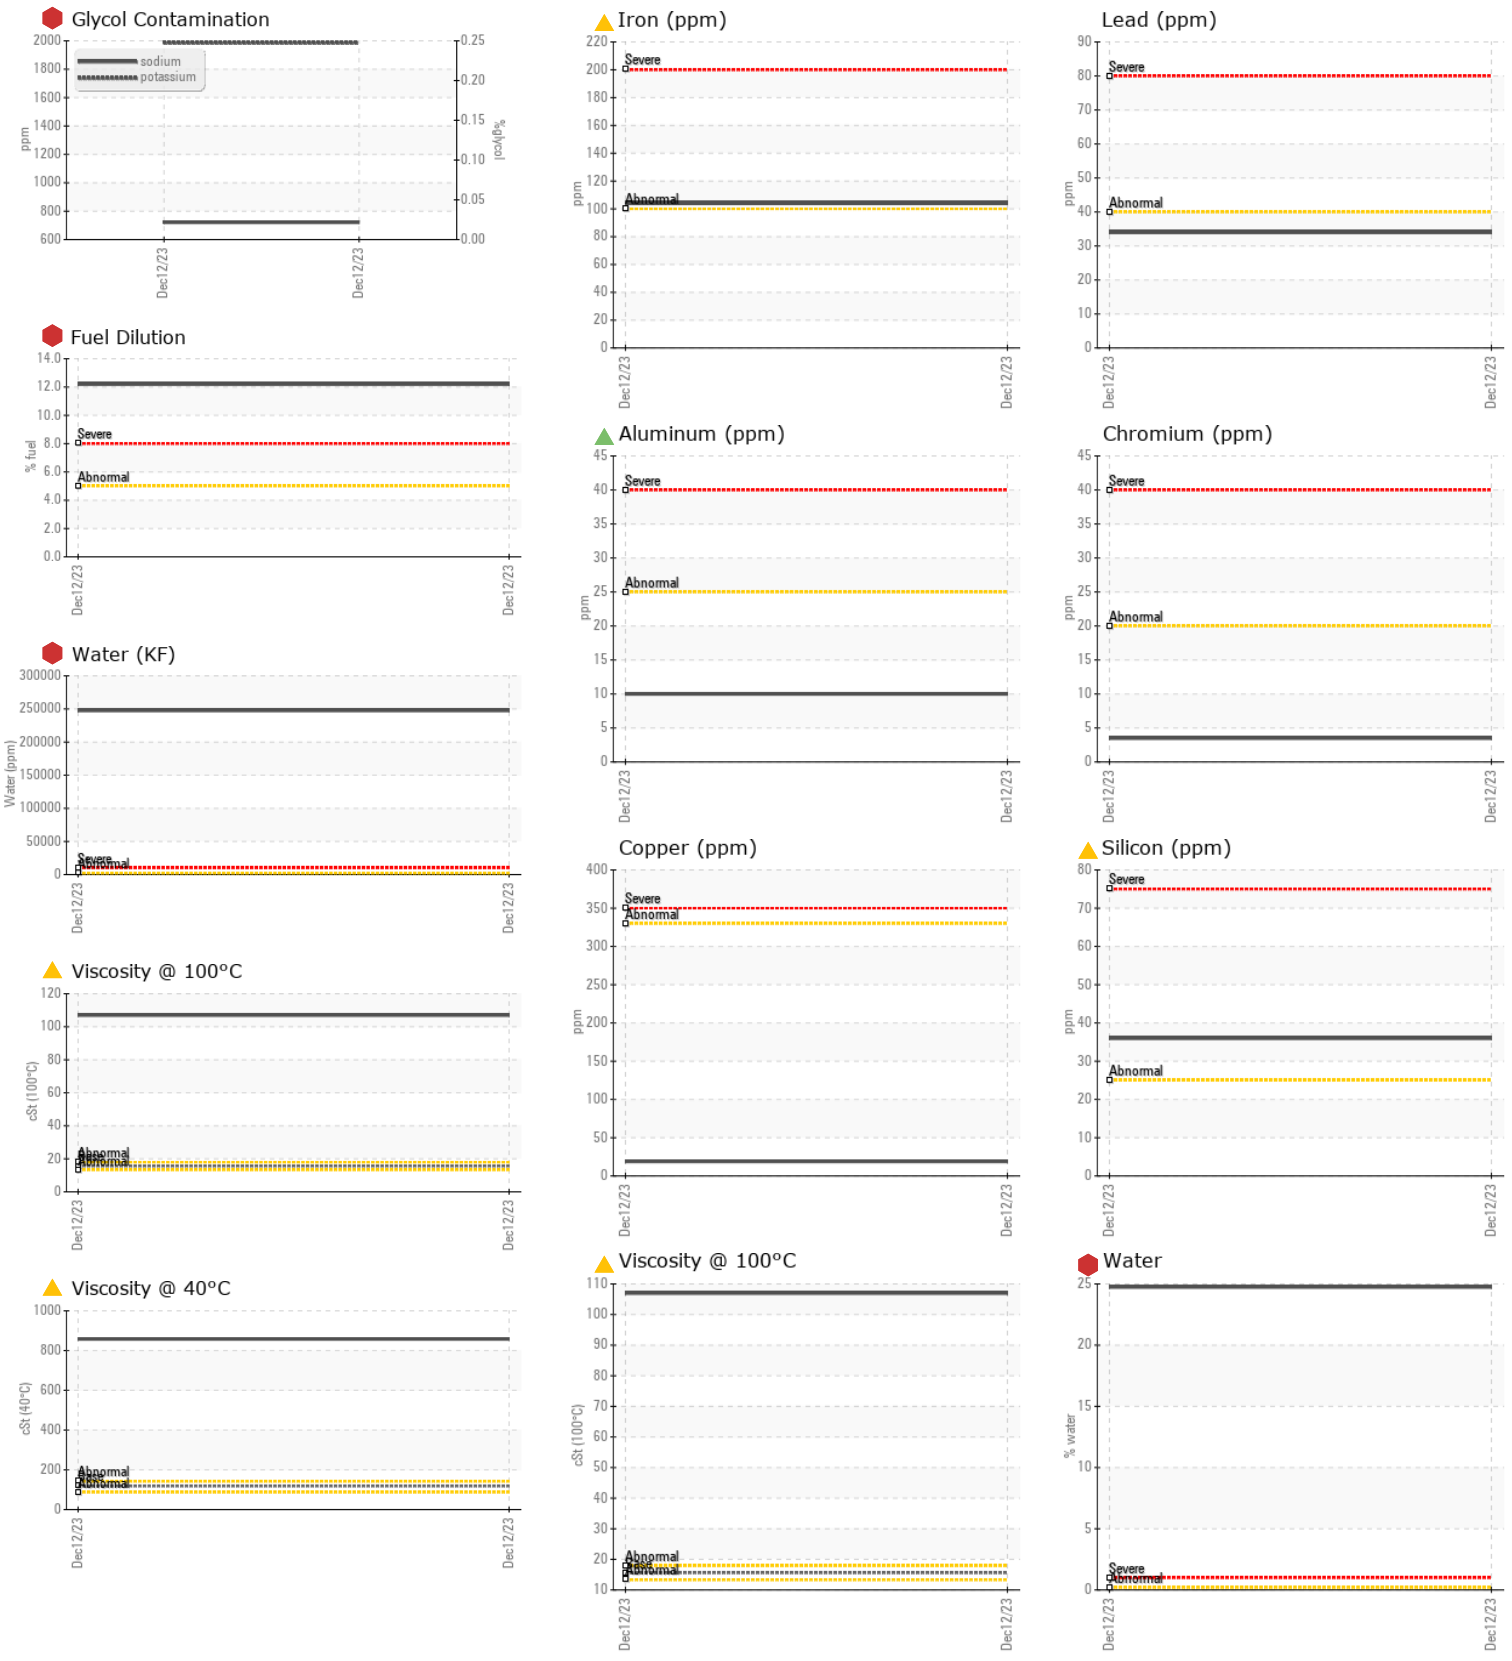 Glycol Contamination
2000
1800
1600
1400
1200
1000
800
600
ppm
sodium
potassium
0.25
0.20
0.15
0.10
0.05
0.00
%glycol
Dec12/23
Dec12/23
Fuel Dilution
14.0
12.0
10.0
8.0
6.0
4.0
2.0
0.0
% fuel
Severe
Abnormal
Dec12/23
Dec12/23
Water (KF)
300000
250000
200000
150000
100000
50000
0
Water (ppm)
Severe
Abnormal
Dec12/23
Dec12/23
Viscosity @ 100°C
120
100
80
60
40
20
0
cSt (100°C)
Abnormal
Base
Abnormal
Dec12/23
Dec12/23
Viscosity @ 40°C
1000
800
600
400
200
0
cSt (40°C)
Abnormal
Base
Abnormal
Dec12/23
Dec12/23
Iron (ppm)
220
200
180
160
140
120
100
80
60
40
20
0
ppm
Severe
Abnormal
Dec12/23
Dec12/23
Lead (ppm)
90
80
70
60
50
40
30
20
10
0
ppm
Severe
Abnormal
Dec12/23
Dec12/23
Aluminum (ppm)
45
40
35
30
25
20
15
10
5
0
ppm
Severe
Abnormal
Dec12/23
Dec12/23
Chromium (ppm)
45
40
35
30
25
20
15
10
5
0
ppm
Severe
Abnormal
Dec12/23
Dec12/23
Copper (ppm)
400
350
300
250
200
150
100
50
0
ppm
Severe
Abnormal
Dec12/23
Dec12/23
Silicon (ppm)
80
70
60
50
40
30
20
10
0
ppm
Severe
Abnormal
Dec12/23
Dec12/23
Viscosity @ 100°C
110
100
90
80
70
60
50
40
30
20
10
cSt (100°C)
Abnormal
Base
Abnormal
Dec12/23
Dec12/23
Water
25
20
15
10
5
0
% water
Severe
Abnormal
Dec12/23
Dec12/23